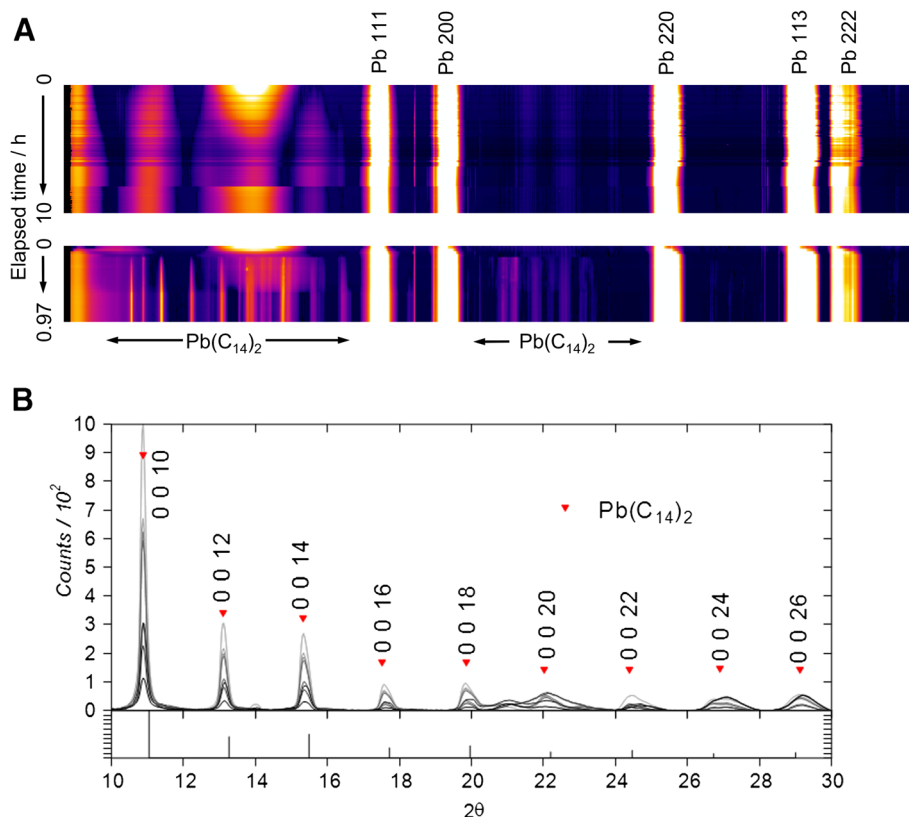 A
Pb 111
Pb 200
Pb 220
Pb 113
Pb 222
Elapsed time / h
0
10
0
0.97
Pb(C14)2
Pb(C14)2
B
Counts / 10²
10
9
8
7
6
5
4
3
2
1
0
0 0 10
0 0 12
0 0 14
0 0 16
0 0 18
0 0 20
0 0 22
0 0 24
0 0 26
Pb(C₁₄)₂
10 12 14 16 18 20 22 24 26 28 30
2θ